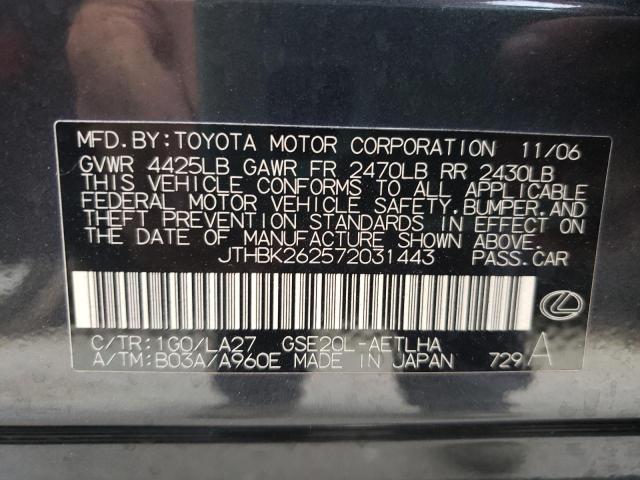 MFD.BY:TOYOTA MOTOR CORPORATION 11/06
GVWR 4425LB GAWR FR 2470LB RR 2430LB
THIS VEHICLE CONFORMS TO ALL APPLICABLE
FEDERAL MOTOR VEHICLE SAFETY,BUMPER,AND
THEFT PREVENTION STANDARDS IN EFFECT ON
THE DATE OF MANUFACTURE SHOWN ABOVE.
JTHBK262572031443 PASS.CAR
C/TR:1G0/LA27 GSE20L-AETLHA
A/TM:B03A/A960E MADE IN JAPAN 729 A